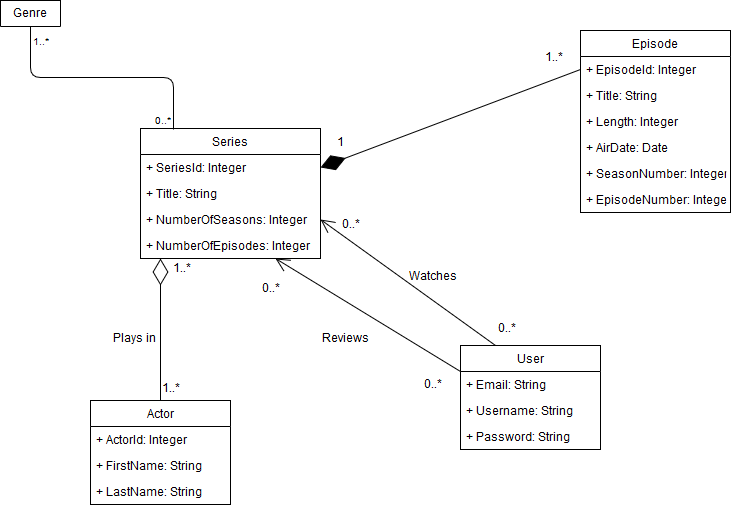 Genre
1..*
0..*
Series
+ SeriesId: Integer
+ Title: String
+ NumberOfSeasons: Integer
+ NumberOfEpisodes: Integer
1
1..*
Episode
+ EpisodeId: Integer
+ Title: String
+ Length: Integer
+ AirDate: Date
+ SeasonNumber: Integer
+ EpisodeNumber: Intege
0..*
Watches
0..*
1..*
0..*
Plays in
Reviews
1..*
0..*
User
+ Email: String
+ Username: String
+ Password: String
Actor
+ ActorId: Integer
+ FirstName: String
+ LastName: String